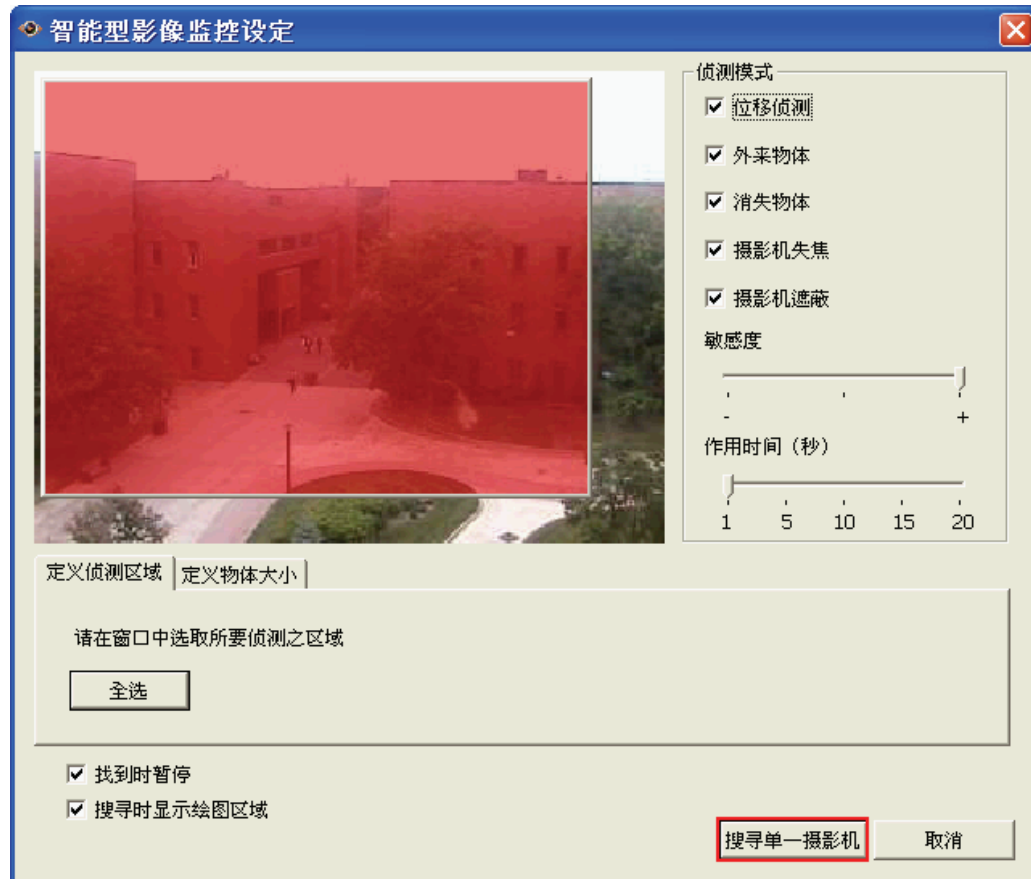 智能型影像监控设定
侦测模式
位移侦测
外来物体
消失物体
摄影机失焦
摄影机遮蔽
敏感度
- +
作用时间（秒）
1 5 10 15 20
定义侦测区域 定义物体大小
请在窗口中选取所要侦测之区域
全选
找到时暂停
搜寻时显示绘图区域
搜寻单一摄影机 取消